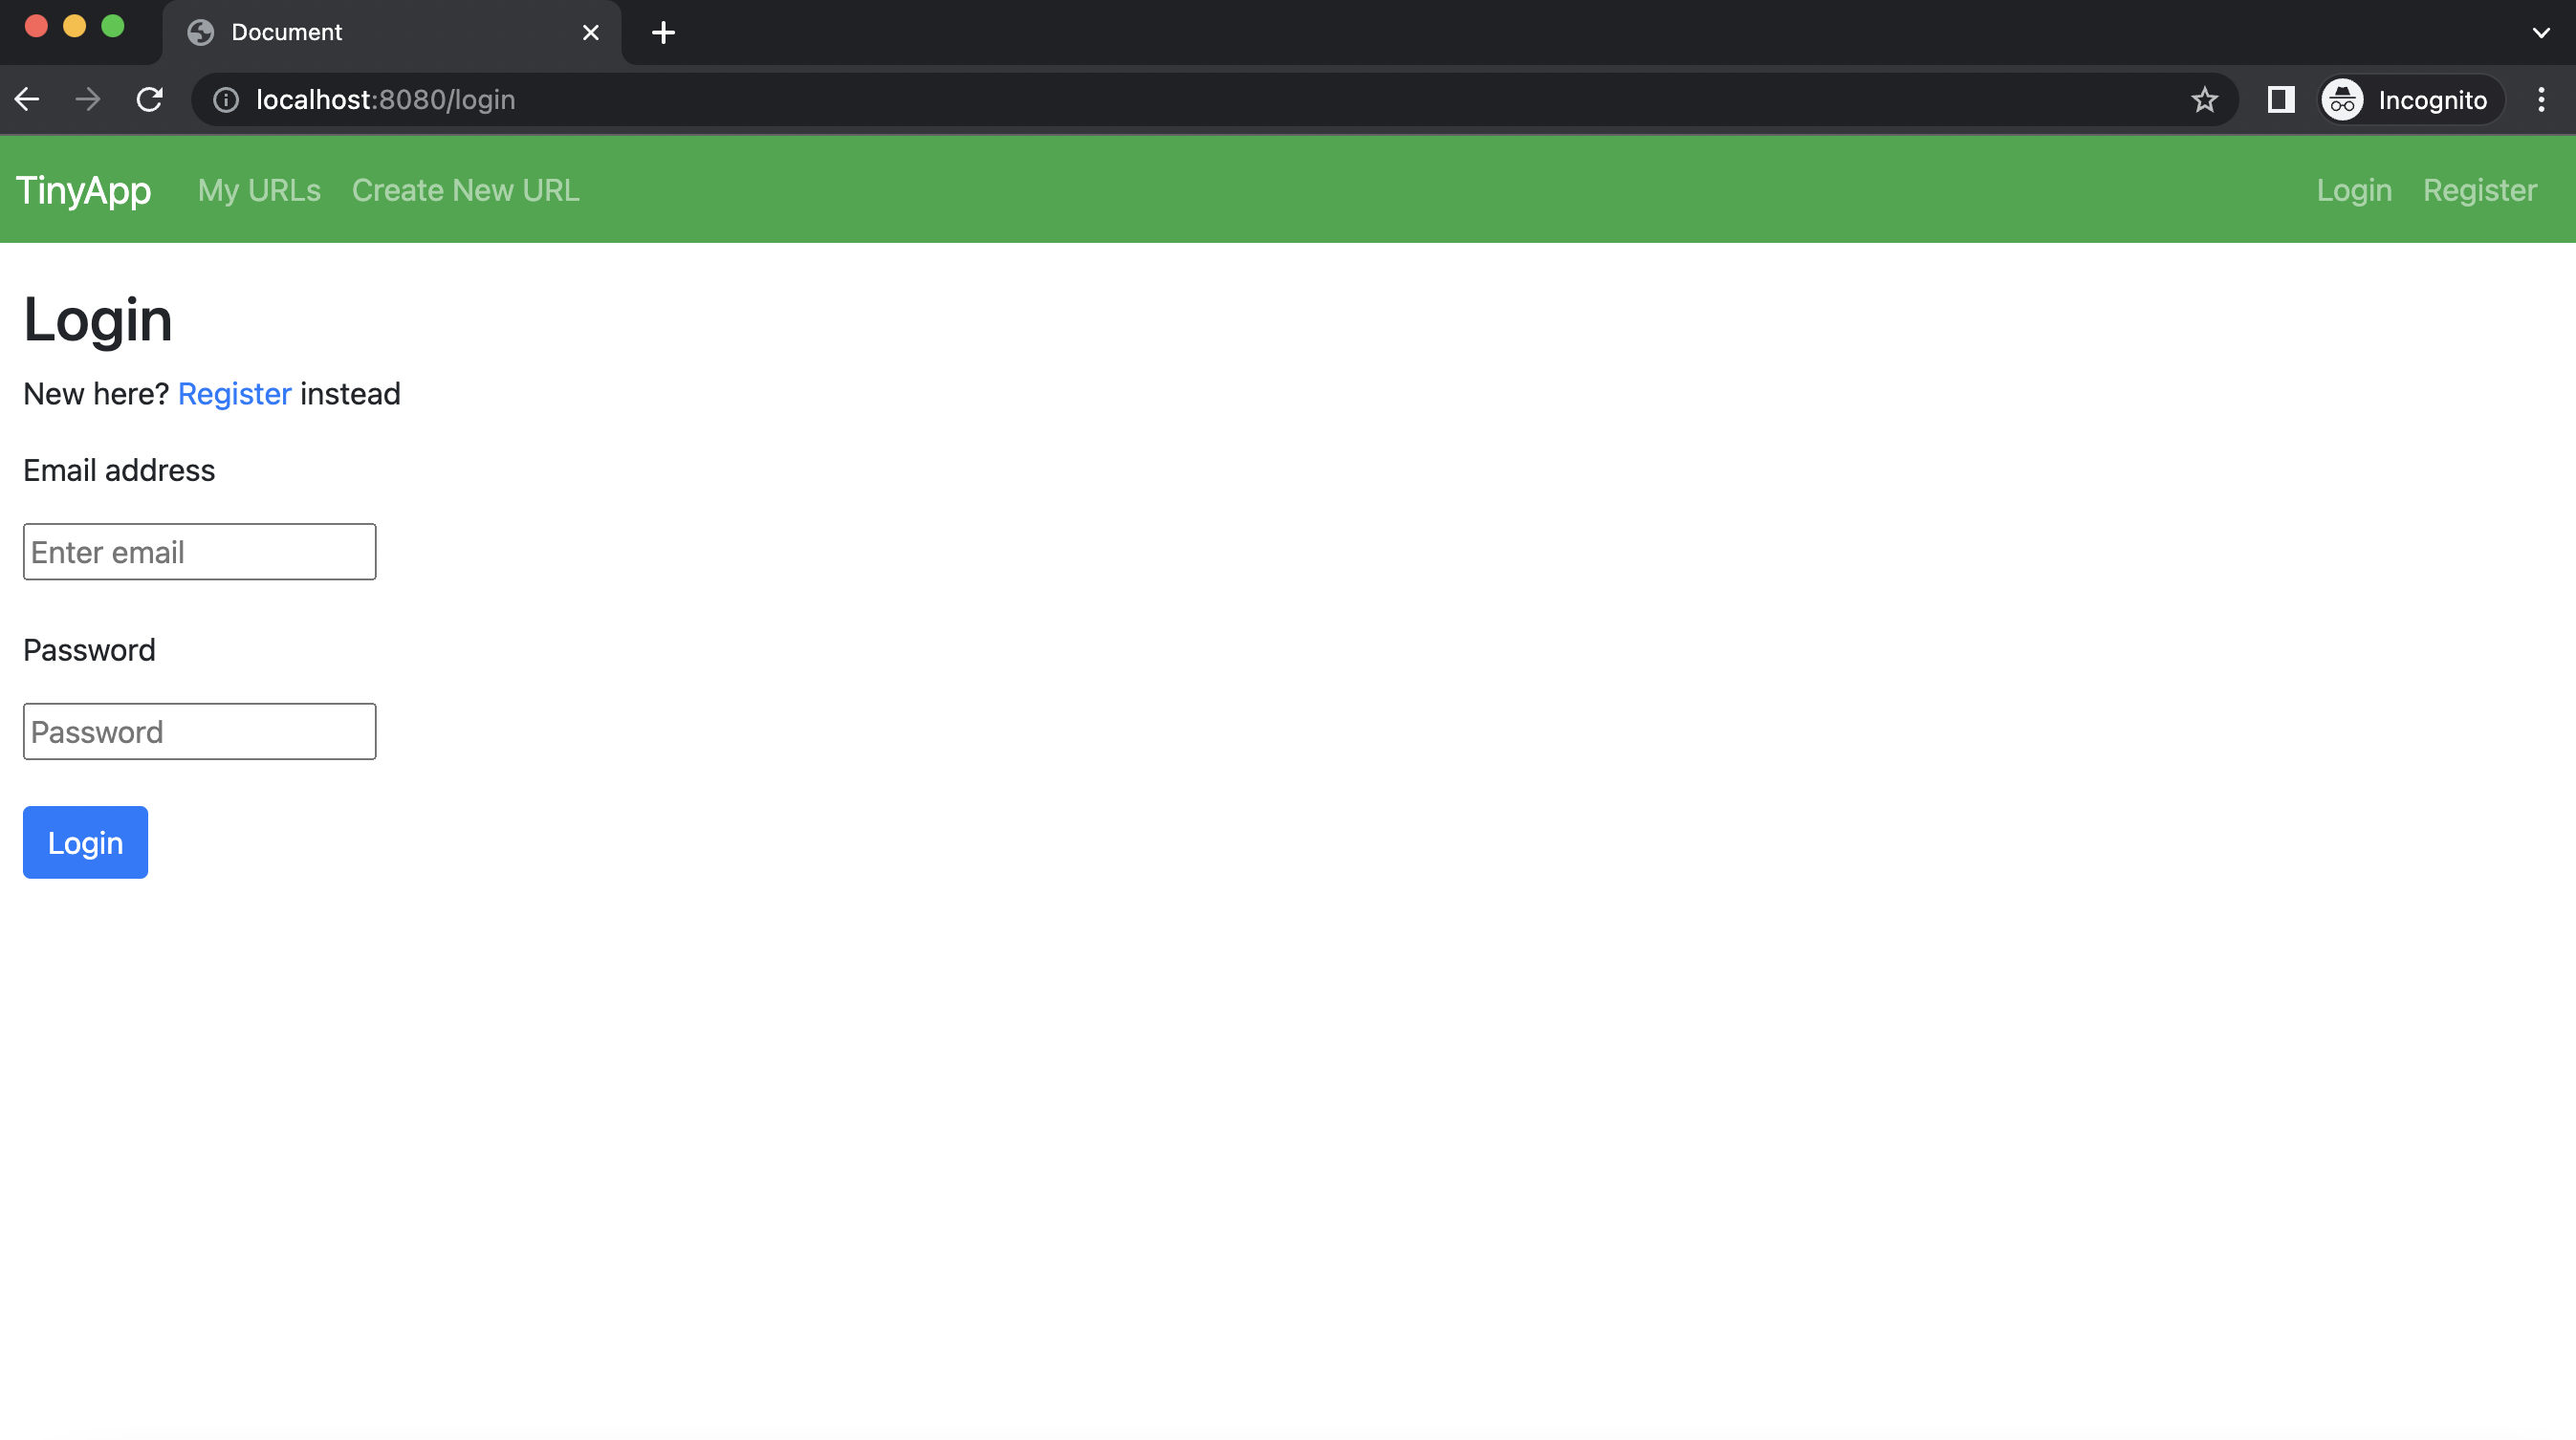 Document
localhost:8080/login
Incognito
TinyApp My URLs Create New URL Login Register
Login
New here? Register instead
Email address
Enter email
Password
Password
Login